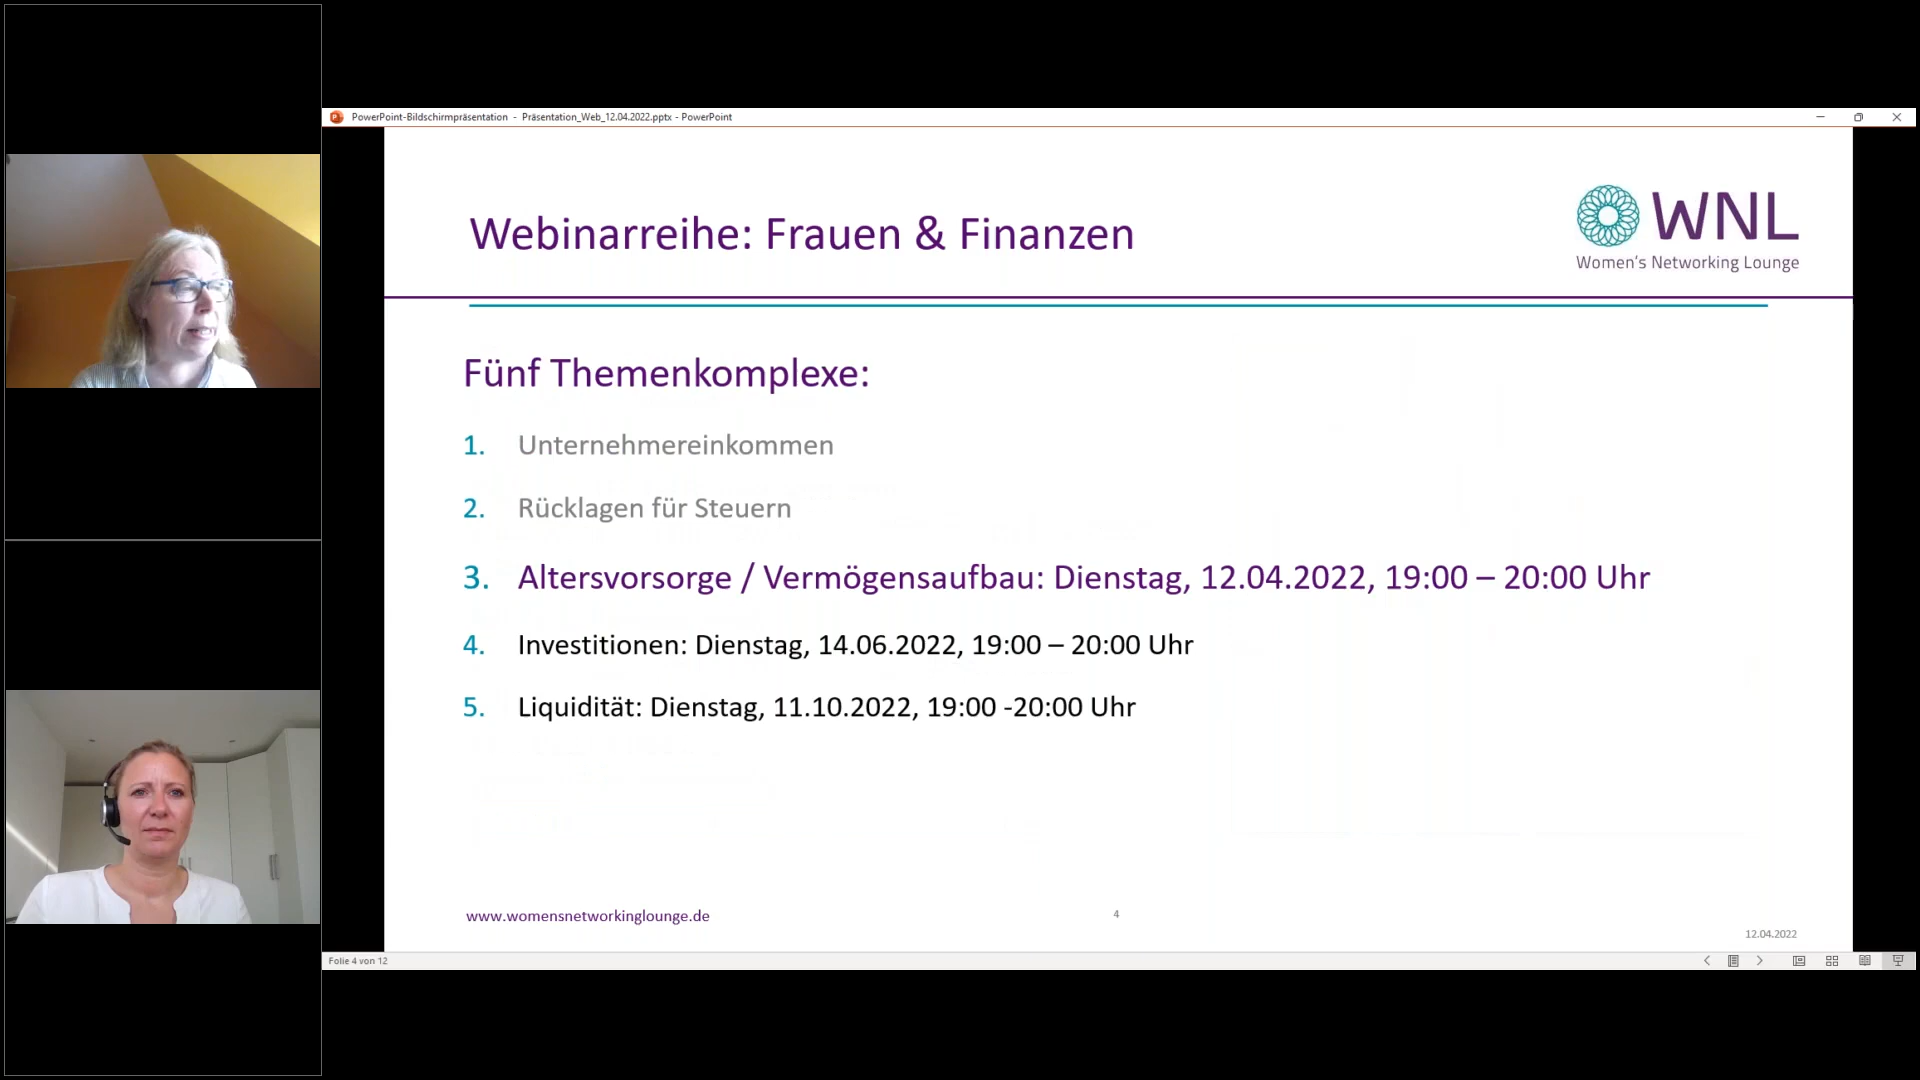 PowerPoint-Bildschirmpräsentation - Präsentation_Web_12.04.2022.pptx - PowerPoint
Webinarreihe: Frauen & Finanzen
WNL
Women's Networking Lounge
Fünf Themenkomplexe:
1. Unternehmereinkommen
2. Rücklagen für Steuern
3. Altersvorsorge / Vermögensaufbau: Dienstag, 12.04.2022, 19:00 – 20:00 Uhr
4. Investitionen: Dienstag, 14.06.2022, 19:00 – 20:00 Uhr
5. Liquidität: Dienstag, 11.10.2022, 19:00 -20:00 Uhr
www.womensnetworkinglounge.de
4
12.04.2022
Folie 4 von 12